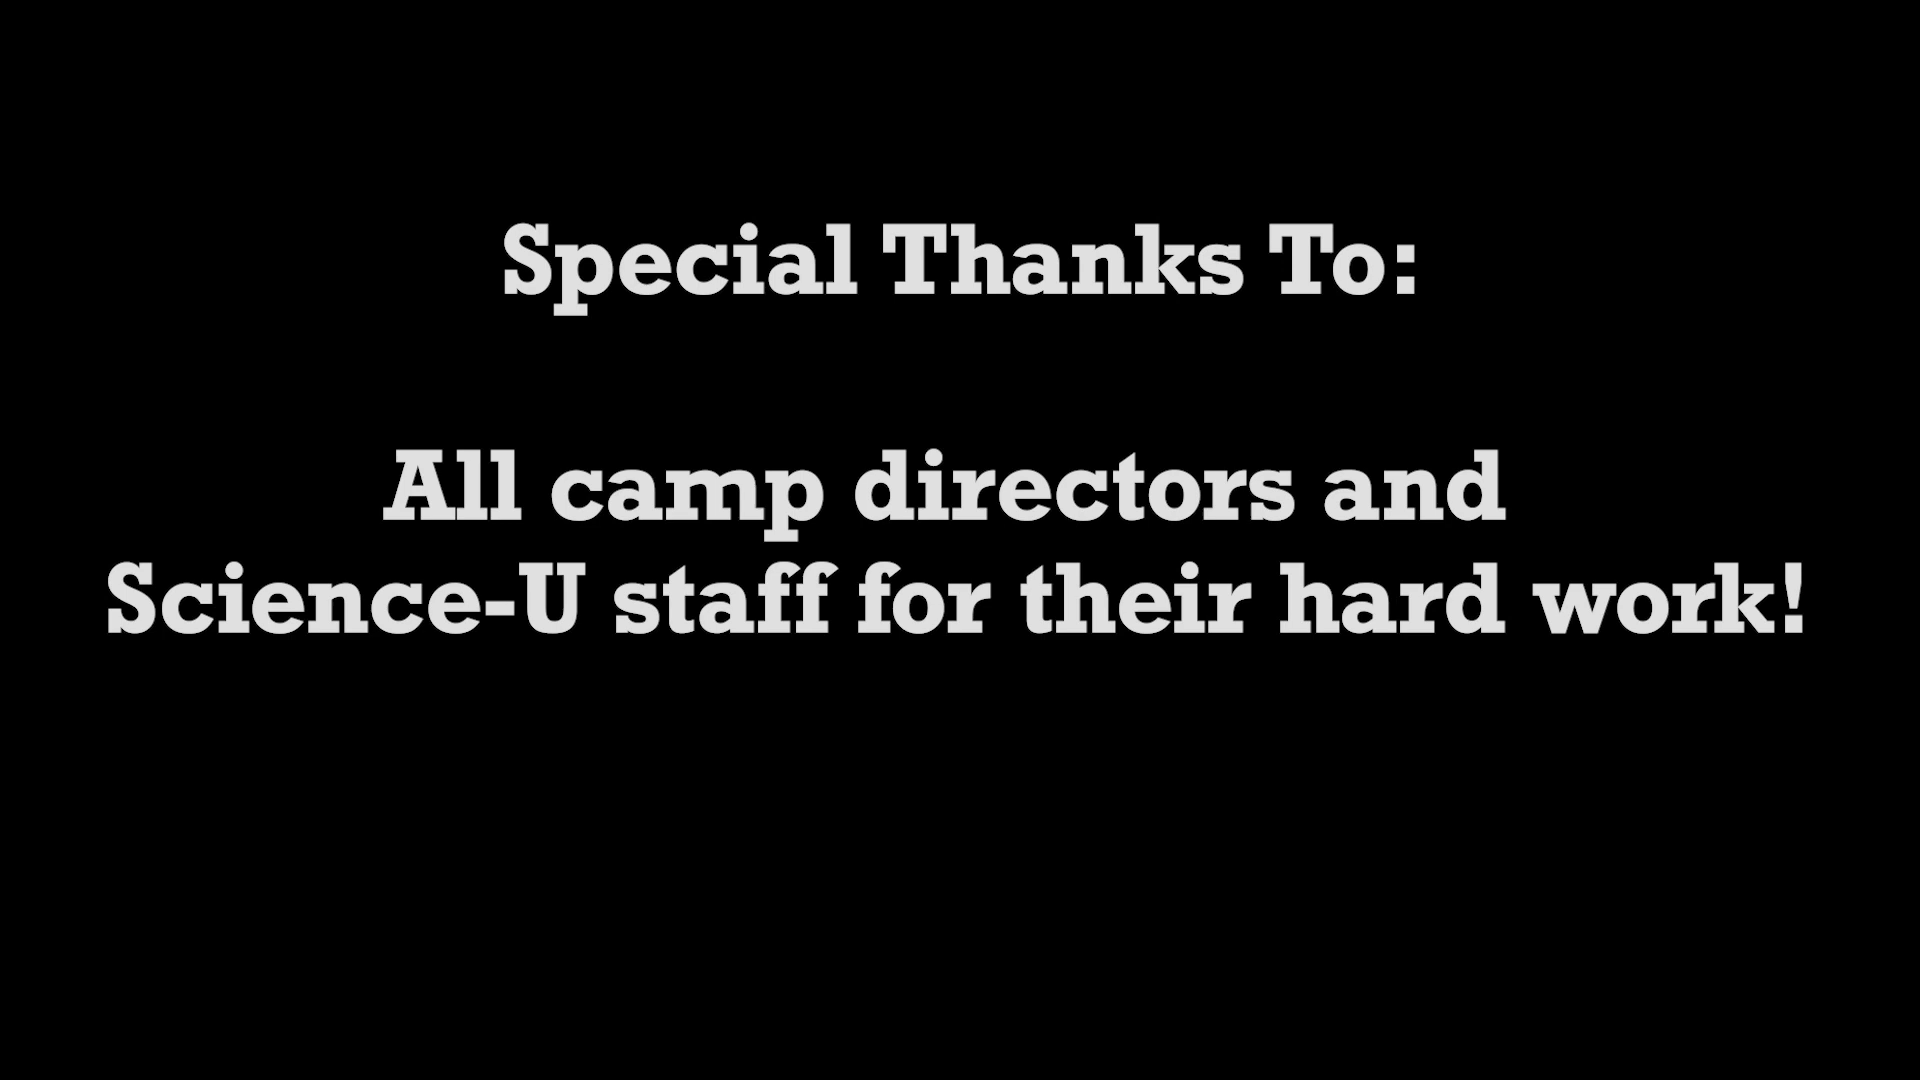 Special Thanks To:
All camp directors and
Science-U staff for their hard work!